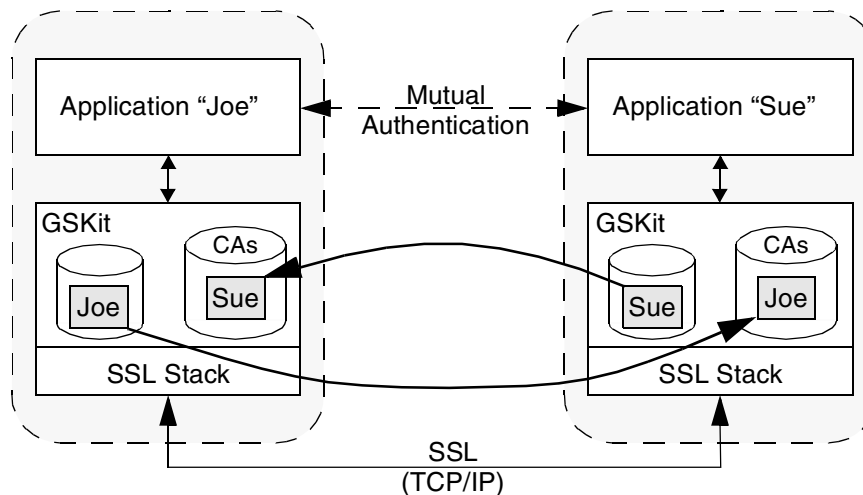 Application “Joe”
Mutual
Authentication
Application “Sue”
GSKit
CAs
Joe
Sue
SSL Stack
GSKit
CAs
Sue
Joe
SSL Stack
SSL
(TCP/IP)